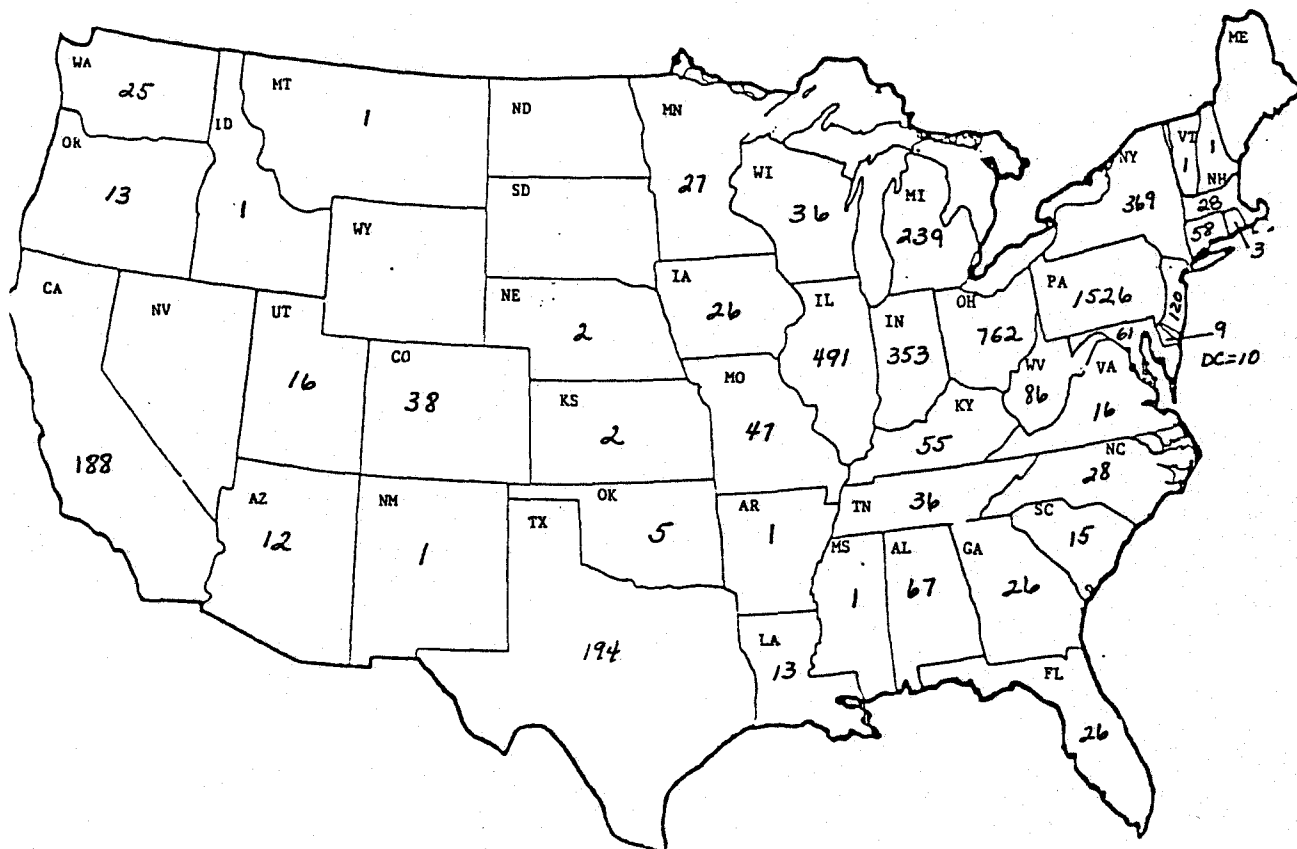 WA
25
MT
1
ND
MN
27
ME
OR
13
ID
1
WY
SD
WI
36
MI
239
NY
369
VT
1
1
NH
28
58
3
CA
188
NV
UT
16
CO
38
NE
2
IA
26
IL
491
IN
353
OH
762
PA
1526
120
61
9
DC=10
KS
2
MO
47
KY
55
WV
86
VA
16
AZ
12
NM
1
TX
194
OK
5
AR
1
TN
36
NC
28
SC
15
MS
1
AL
67
GA
26
LA
13
FL
26